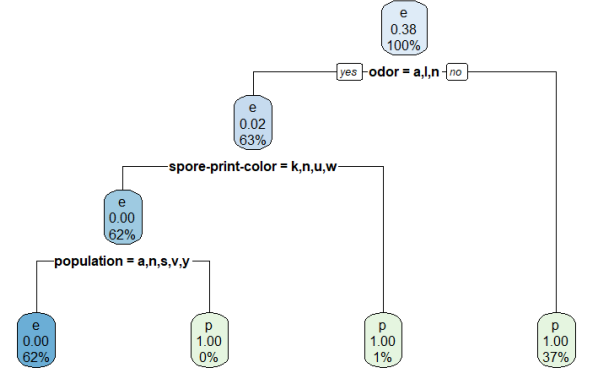 e
0.38
100%
yes odor = a,l,n no
e
0.02
63%
spore-print-color = k,n,u,w
e
0.00
62%
population = a,n,s,v,y
e
0.00
62%
p
1.00
0%
p
1.00
1%
p
1.00
37%